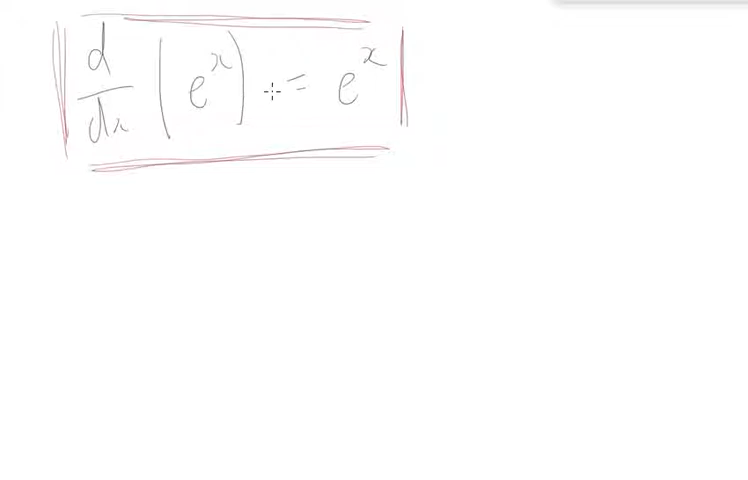 d/dx (e^x) = e^x